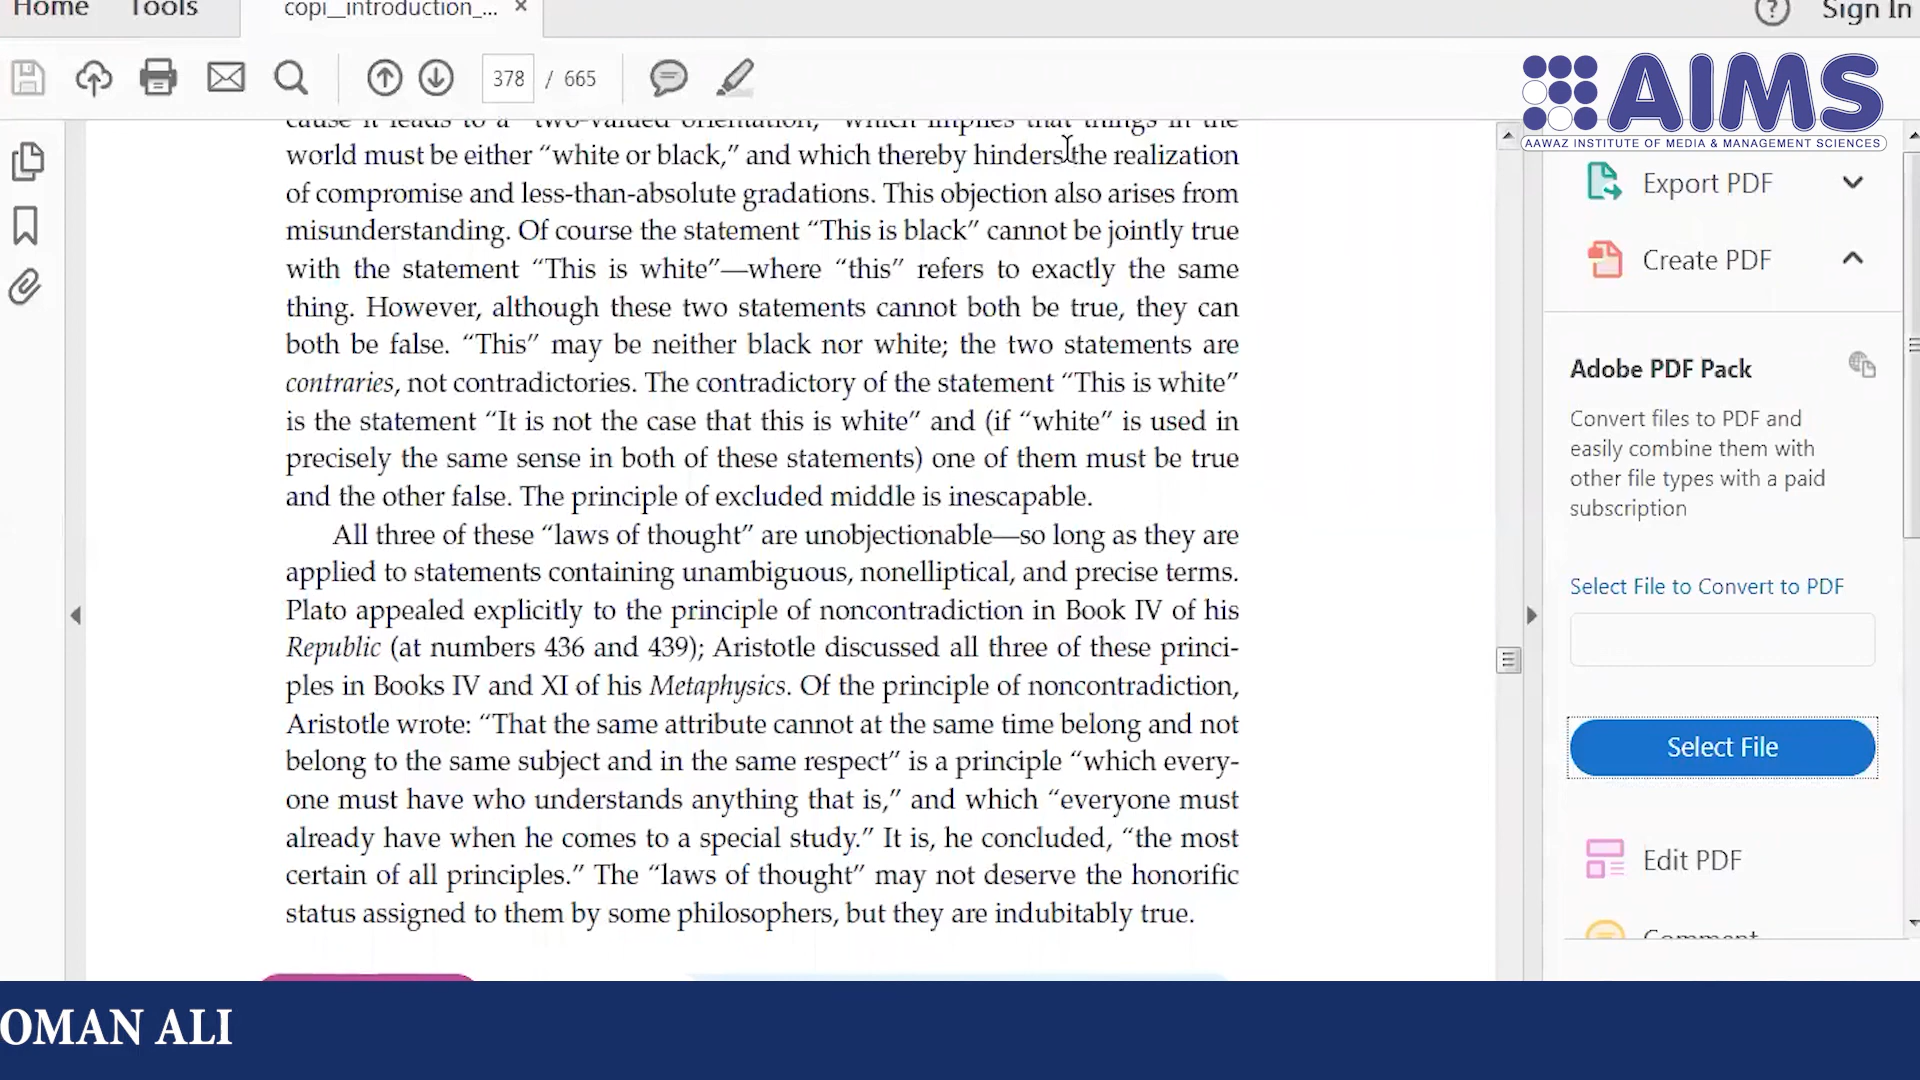 Home Tools copi__introduction_... × ? Sign In
378 / 665
AIMS
AAWAZ INSTITUTE OF MEDIA & MANAGEMENT SCIENCES
cause it leads to a “two-valued orientation,” which implies that things in the
world must be either “white or black,” and which thereby hinders the realization
of compromise and less-than-absolute gradations. This objection also arises from
misunderstanding. Of course the statement “This is black” cannot be jointly true
with the statement “This is white”—where “this” refers to exactly the same
thing. However, although these two statements cannot both be true, they can
both be false. “This” may be neither black nor white; the two statements are
contraries, not contradictories. The contradictory of the statement “This is white”
is the statement “It is not the case that this is white” and (if “white” is used in
precisely the same sense in both of these statements) one of them must be true
and the other false. The principle of excluded middle is inescapable.
All three of these “laws of thought” are unobjectionable—so long as they are
applied to statements containing unambiguous, nonelliptical, and precise terms.
Plato appealed explicitly to the principle of noncontradiction in Book IV of his
Republic (at numbers 436 and 439); Aristotle discussed all three of these princi-
ples in Books IV and XI of his Metaphysics. Of the principle of noncontradiction,
Aristotle wrote: “That the same attribute cannot at the same time belong and not
belong to the same subject and in the same respect” is a principle “which every-
one must have who understands anything that is,” and which “everyone must
already have when he comes to a special study.” It is, he concluded, “the most
certain of all principles.” The “laws of thought” may not deserve the honorific
status assigned to them by some philosophers, but they are indubitably true.
Export PDF
Create PDF
Adobe PDF Pack
Convert files to PDF and
easily combine them with
other file types with a paid
subscription
Select File to Convert to PDF
Select File
Edit PDF
Comment
OMAN ALI